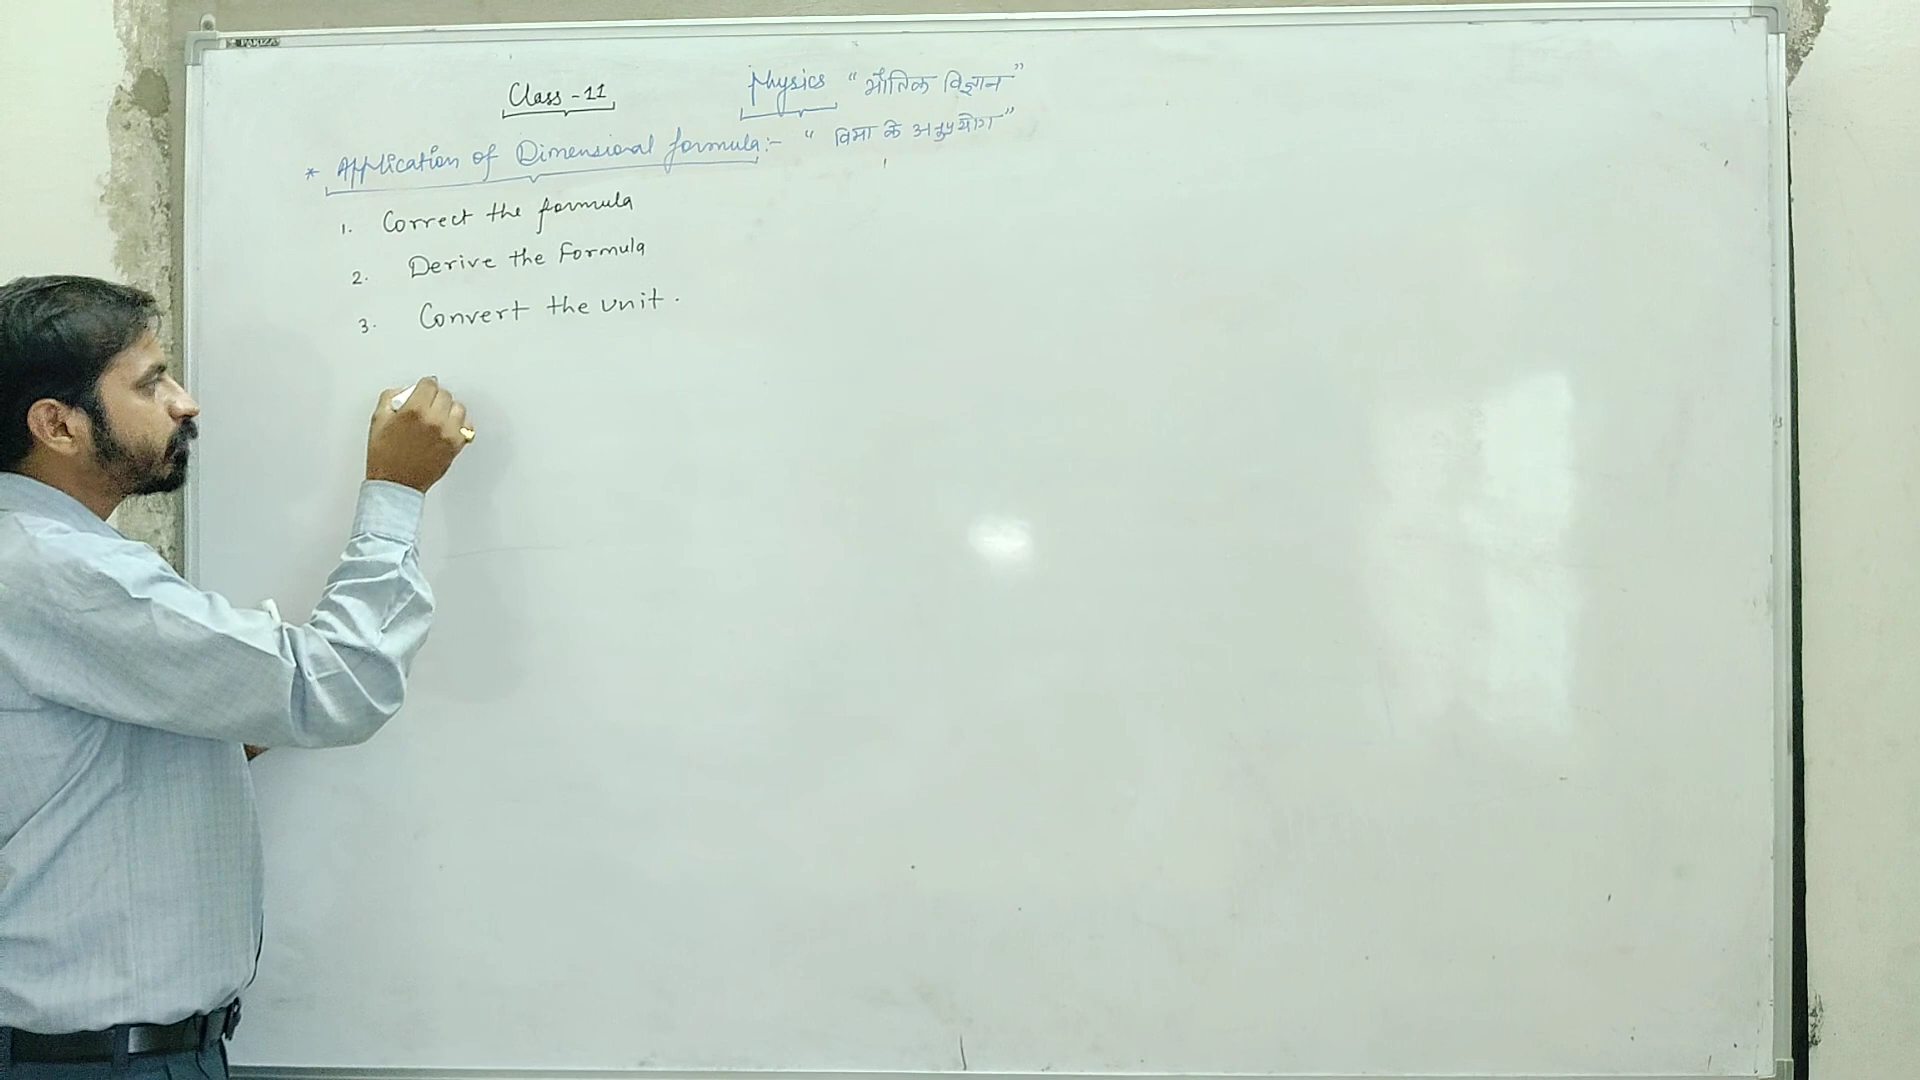 Class - 11 Physics " भौतिक विज्ञान "
* Application of Dimensional formula :- " विमा के अनुप्रयोग "
1. Correct the formula
2. Derive the Formula
3. Convert the unit .